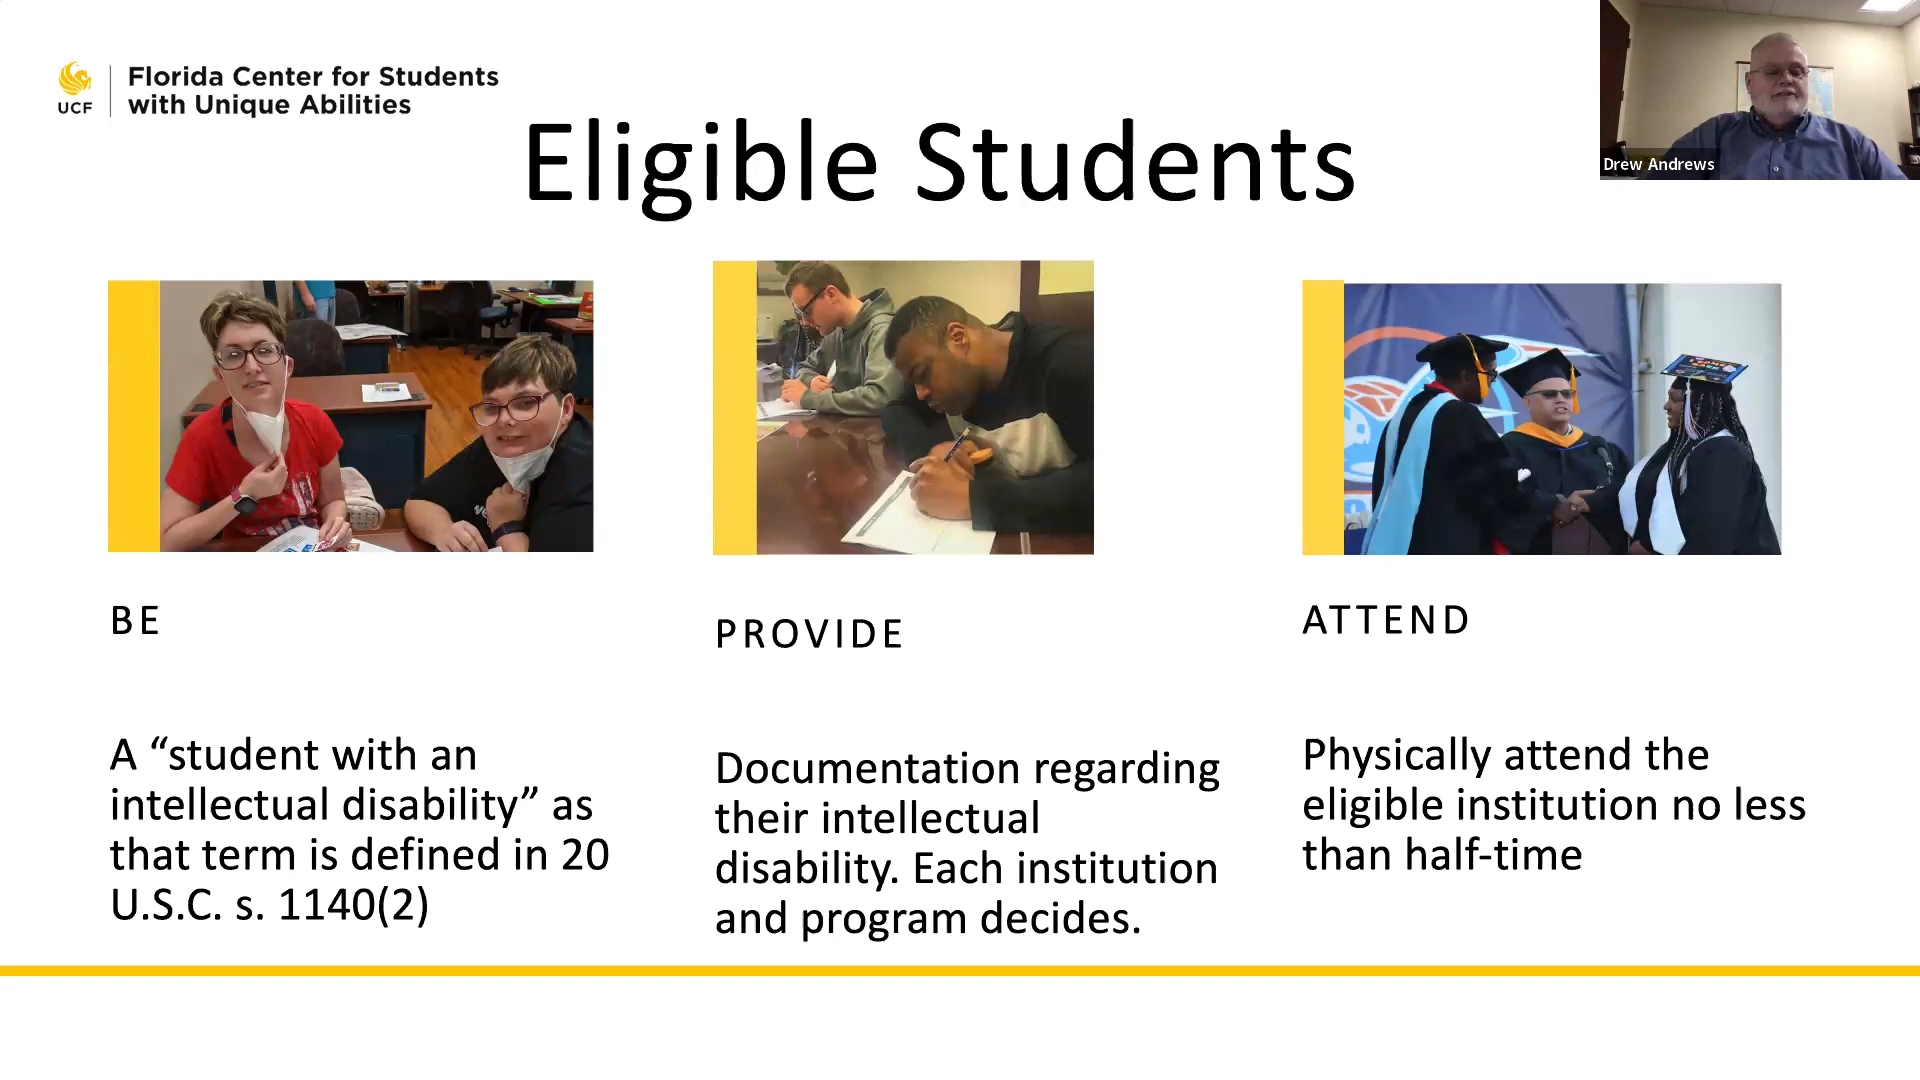 Florida Center for Students
with Unique Abilities
UCF
Eligible Students
Drew Andrews
BE
A “student with an
intellectual disability” as
that term is defined in 20
U.S.C. s. 1140(2)
PROVIDE
Documentation regarding
their intellectual
disability. Each institution
and program decides.
ATTEND
Physically attend the
eligible institution no less
than half-time